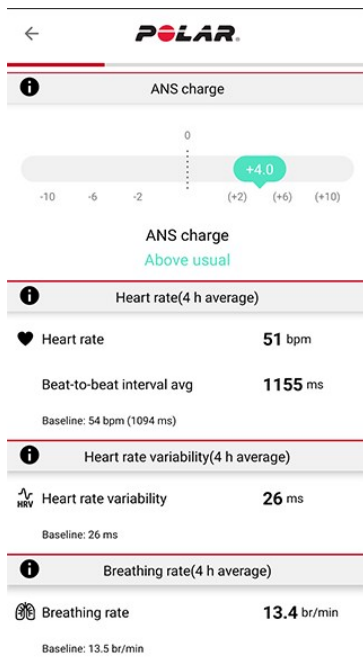 POLAR.
ANS charge
0
+4.0
-10 -6 -2 (+2) (+6) (+10)
ANS charge
Above usual
Heart rate(4 h average)
Heart rate 51 bpm
Beat-to-beat interval avg 1155 ms
Baseline: 54 bpm (1094 ms)
Heart rate variability(4 h average)
HRV Heart rate variability 26 ms
Baseline: 26 ms
Breathing rate(4 h average)
Breathing rate 13.4 br/min
Baseline: 13.5 br/min